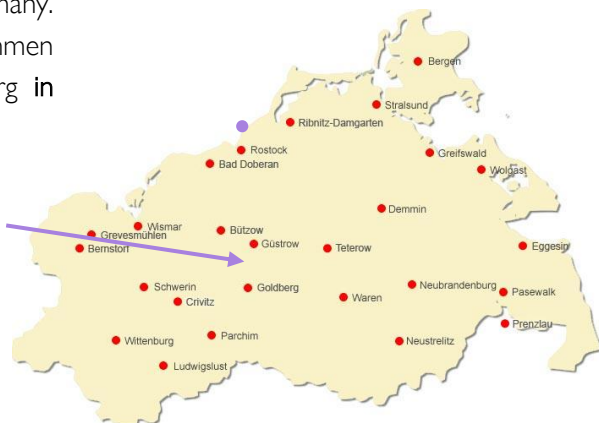 many.
men
rg in
Bergen
Stralsund
Ribnitz-Damgarten
Rostock
Greifswald
Bad Doberan
Wolgast
Demmin
Wismar
Bützow
Grevesmühlen
Güstrow
Eggesin
Bernstorf
Teterow
Schwerin
Goldberg
Neubrandenburg
Pasewalk
Crivitz
Waren
Prenzlau
Parchim
Wittenburg
Neustrelitz
Ludwigslust